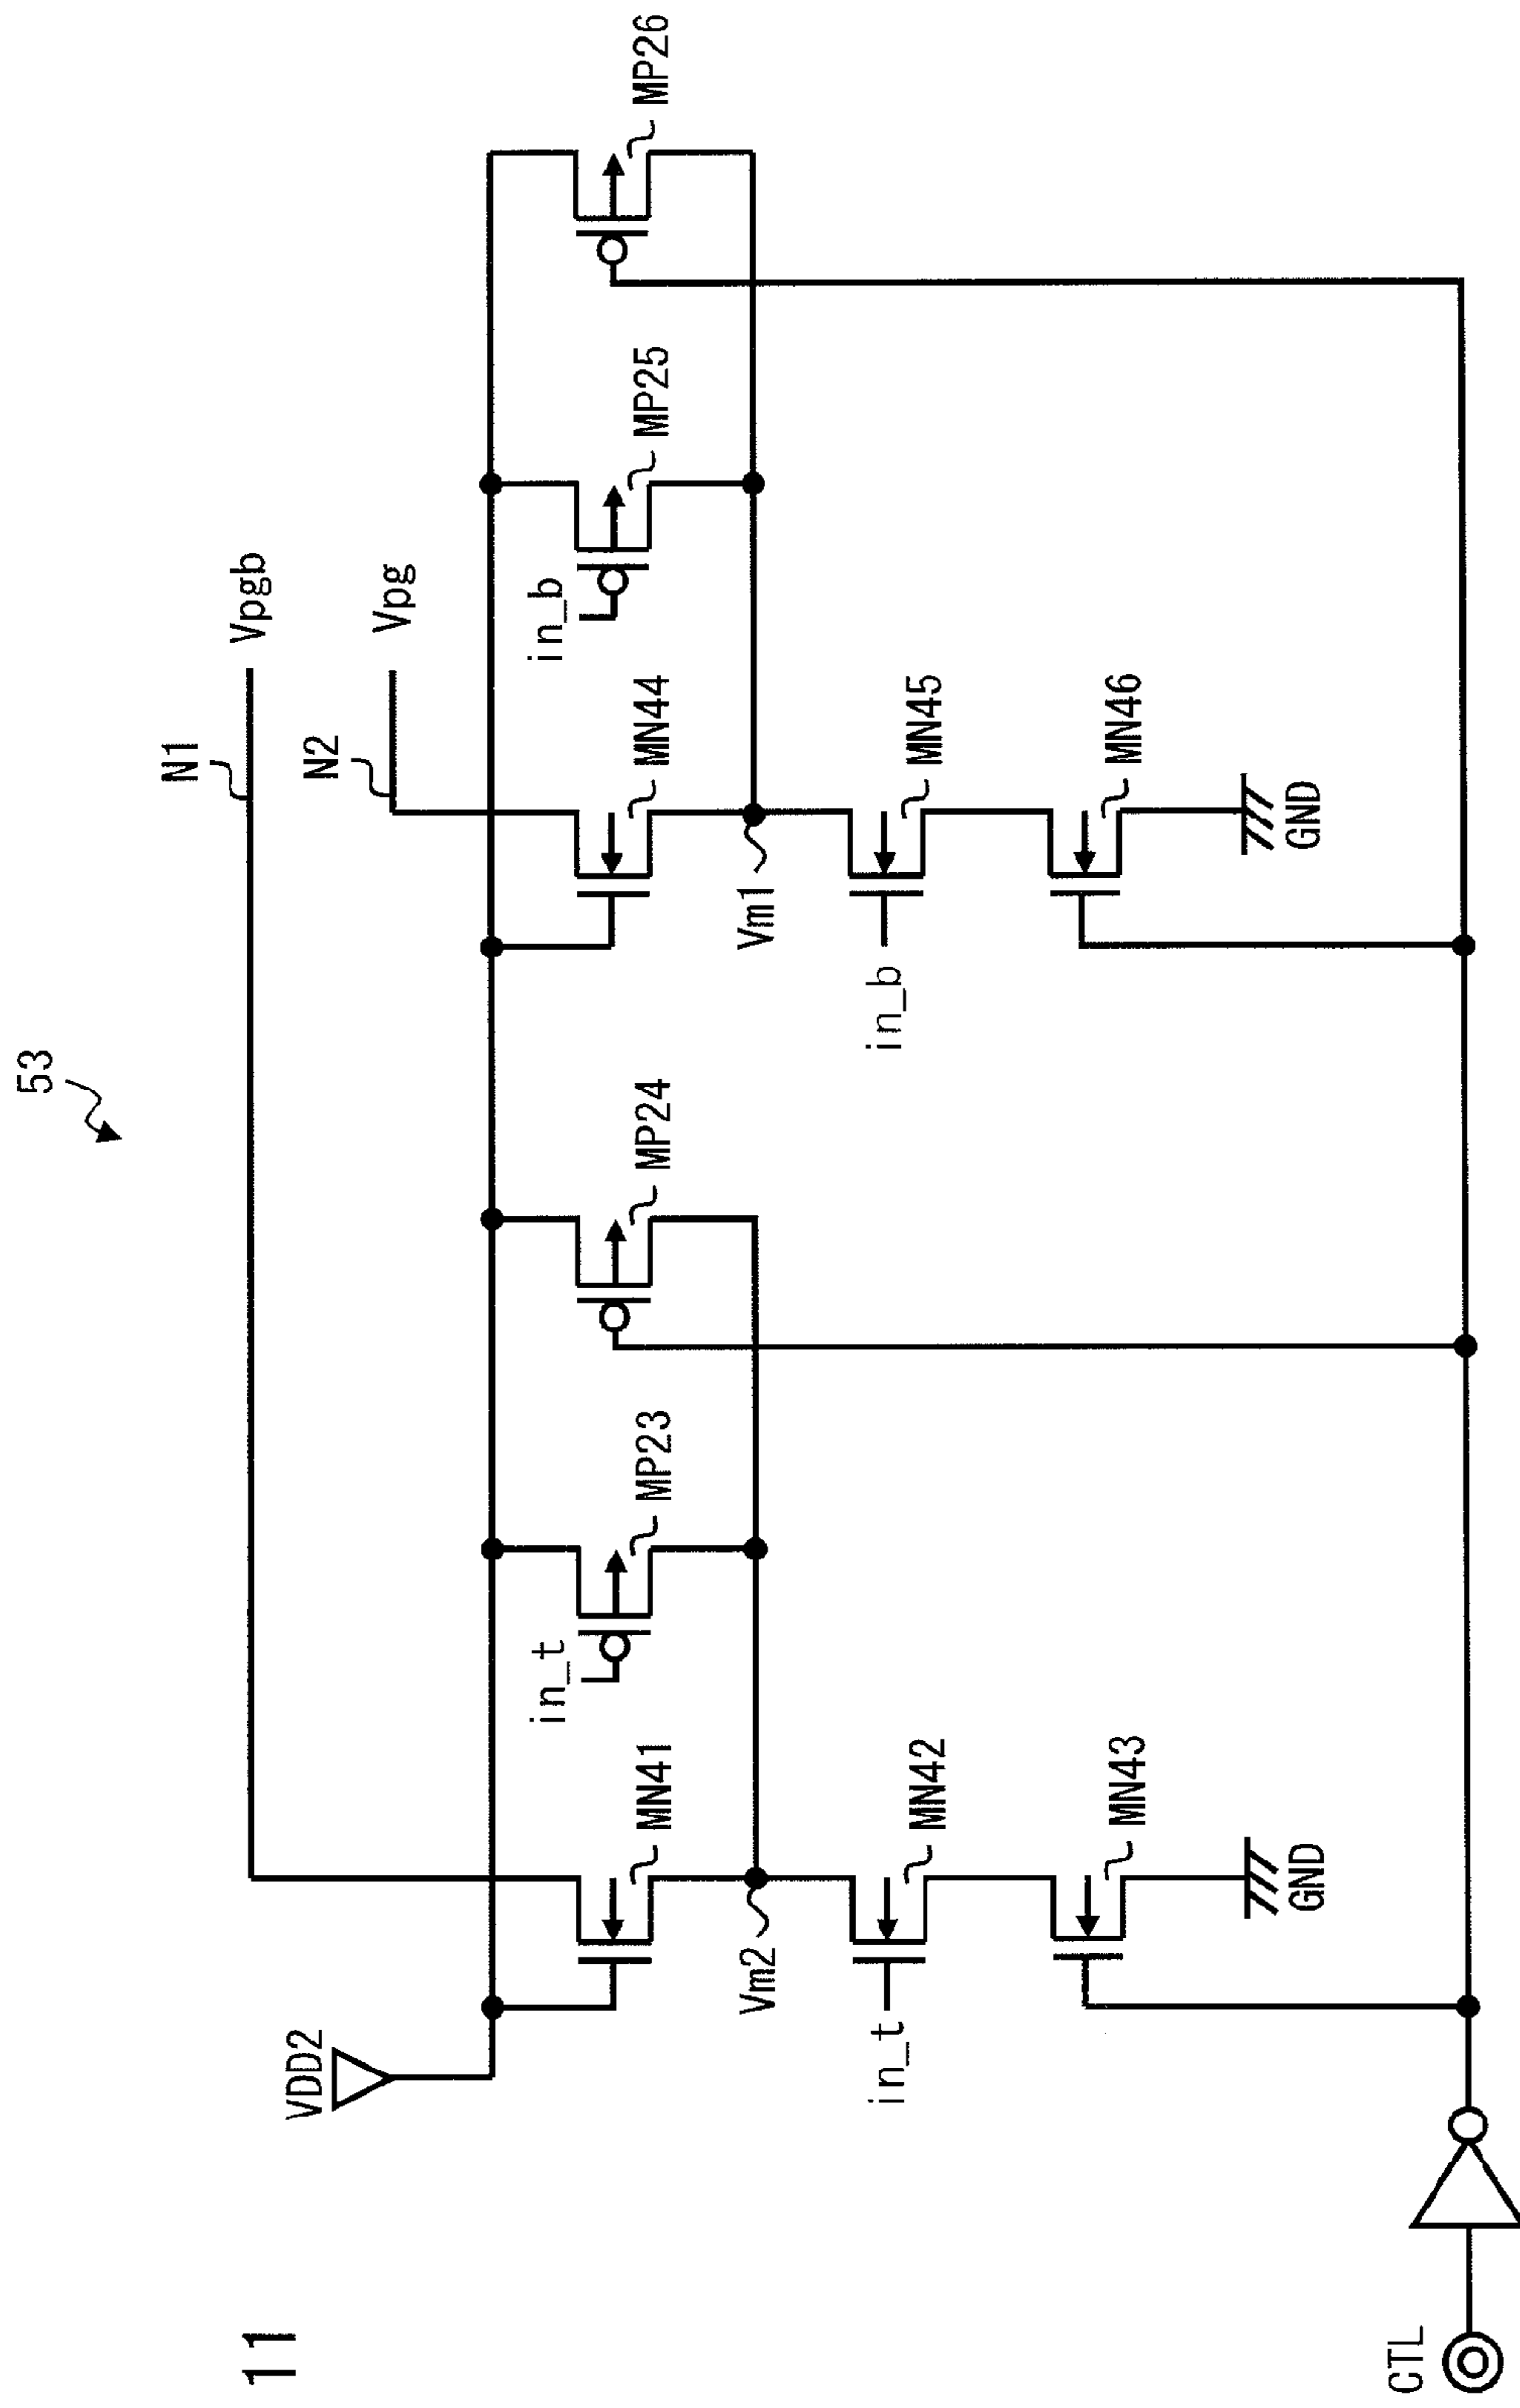 11
53
N1
Vpgb
N2
Vpg
VDD2
in_t
in_b
MN41
MP23
MP24
MN44
MP25
MP26
Vm2
Vm1
in_t
MN42
in_b
MN45
MN43
MN46
GND
GND
CTL